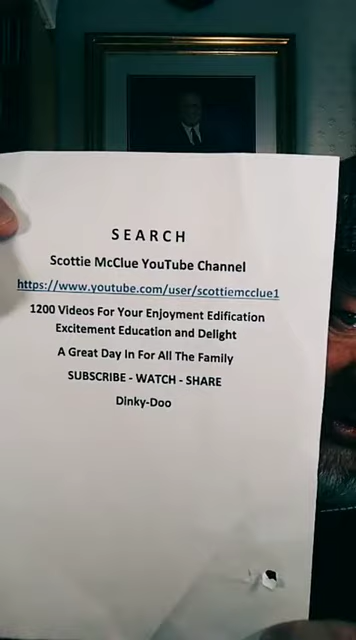 SEARCH
Scottie McClue YouTube Channel
https://www.youtube.com/user/scottiemcclue1
1200 Videos For Your Enjoyment Edification
Excitement Education and Delight
A Great Day In For All The Family
SUBSCRIBE - WATCH - SHARE
Dinky-Doo